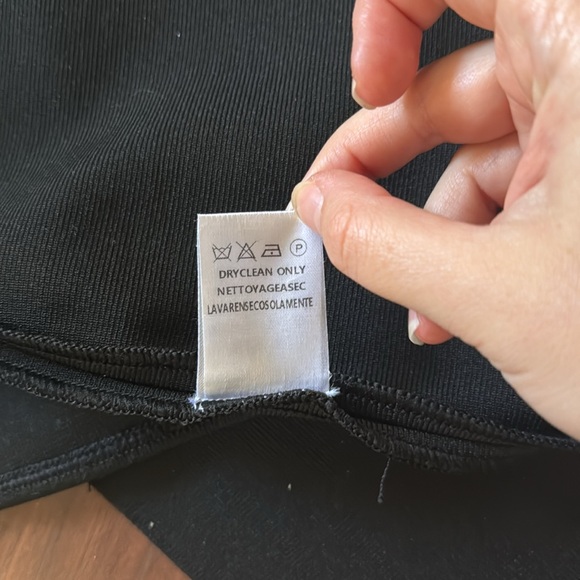 P
DRYCLEAN ONLY
NETTOYAGEASEC
LAVARENSECOSOLAMENTE